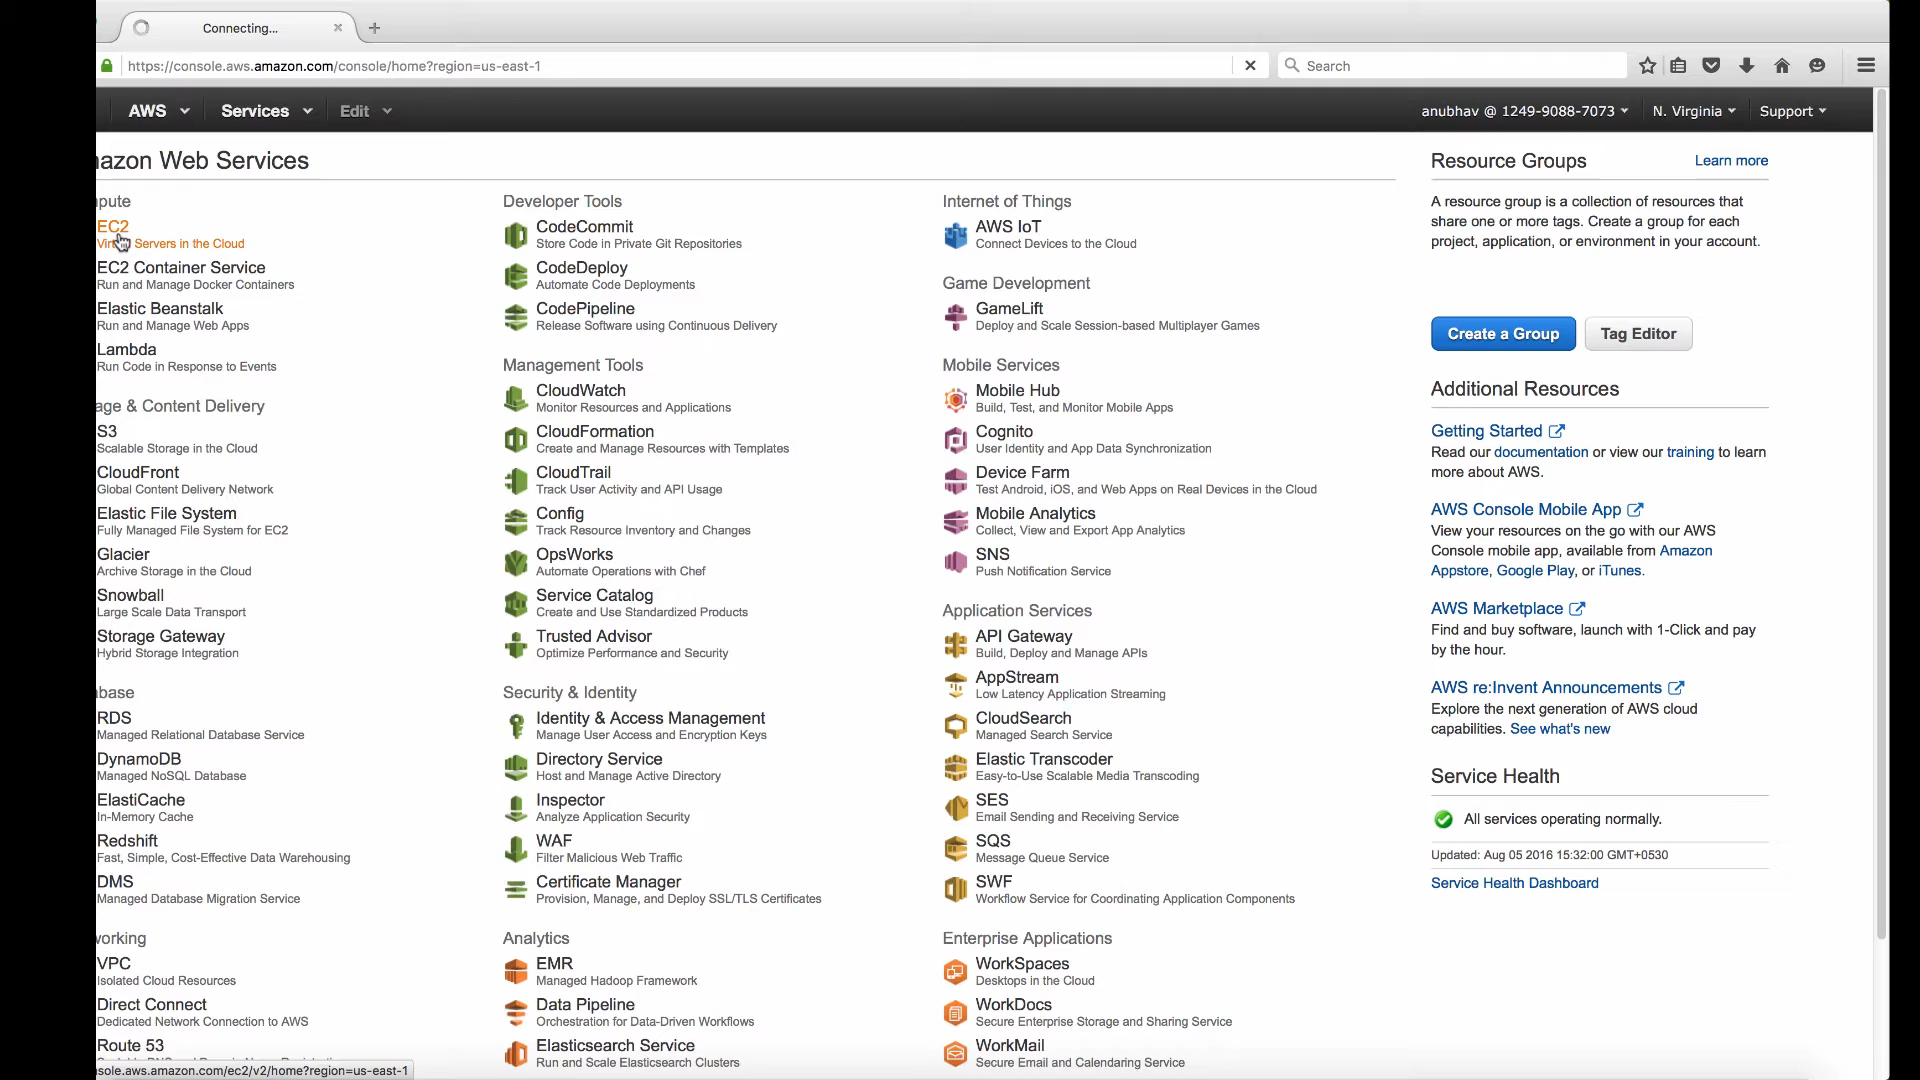 Connecting...
https://console.aws.amazon.com/console/home?region=us-east-1
Search
AWS
Services
Edit
anubhav @ 1249-9088-7073
N. Virginia
Support
azon Web Services
pute
EC2
Virtual Servers in the Cloud
EC2 Container Service
Run and Manage Docker Containers
Elastic Beanstalk
Run and Manage Web Apps
Lambda
Run Code in Response to Events
age & Content Delivery
S3
Scalable Storage in the Cloud
CloudFront
Global Content Delivery Network
Elastic File System
Fully Managed File System for EC2
Glacier
Archive Storage in the Cloud
Snowball
Large Scale Data Transport
Storage Gateway
Hybrid Storage Integration
base
RDS
Managed Relational Database Service
DynamoDB
Managed NoSQL Database
ElastiCache
In-Memory Cache
Redshift
Fast, Simple, Cost-Effective Data Warehousing
DMS
Managed Database Migration Service
working
VPC
Isolated Cloud Resources
Direct Connect
Dedicated Network Connection to AWS
Route 53
sole.aws.amazon.com/ec2/v2/home?region=us-east-1
Developer Tools
CodeCommit
Store Code in Private Git Repositories
CodeDeploy
Automate Code Deployments
CodePipeline
Release Software using Continuous Delivery
Management Tools
CloudWatch
Monitor Resources and Applications
CloudFormation
Create and Manage Resources with Templates
CloudTrail
Track User Activity and API Usage
Config
Track Resource Inventory and Changes
OpsWorks
Automate Operations with Chef
Service Catalog
Create and Use Standardized Products
Trusted Advisor
Optimize Performance and Security
Security & Identity
Identity & Access Management
Manage User Access and Encryption Keys
Directory Service
Host and Manage Active Directory
Inspector
Analyze Application Security
WAF
Filter Malicious Web Traffic
Certificate Manager
Provision, Manage, and Deploy SSL/TLS Certificates
Analytics
EMR
Managed Hadoop Framework
Data Pipeline
Orchestration for Data-Driven Workflows
Elasticsearch Service
Run and Scale Elasticsearch Clusters
Internet of Things
AWS IoT
Connect Devices to the Cloud
Game Development
GameLift
Deploy and Scale Session-based Multiplayer Games
Mobile Services
Mobile Hub
Build, Test, and Monitor Mobile Apps
Cognito
User Identity and App Data Synchronization
Device Farm
Test Android, iOS, and Web Apps on Real Devices in the Cloud
Mobile Analytics
Collect, View and Export App Analytics
SNS
Push Notification Service
Application Services
API Gateway
Build, Deploy and Manage APIs
AppStream
Low Latency Application Streaming
CloudSearch
Managed Search Service
Elastic Transcoder
Easy-to-Use Scalable Media Transcoding
SES
Email Sending and Receiving Service
SQS
Message Queue Service
SWF
Workflow Service for Coordinating Application Components
Enterprise Applications
WorkSpaces
Desktops in the Cloud
WorkDocs
Secure Enterprise Storage and Sharing Service
WorkMail
Secure Email and Calendaring Service
Resource Groups
Learn more
A resource group is a collection of resources that
share one or more tags. Create a group for each
project, application, or environment in your account.
Create a Group
Tag Editor
Additional Resources
Getting Started
Read our documentation or view our training to learn
more about AWS.
AWS Console Mobile App
View your resources on the go with our AWS
Console mobile app, available from Amazon
Appstore, Google Play, or iTunes.
AWS Marketplace
Find and buy software, launch with 1-Click and pay
by the hour.
AWS re:Invent Announcements
Explore the next generation of AWS cloud
capabilities. See what's new
Service Health
All services operating normally.
Updated: Aug 05 2016 15:32:00 GMT+0530
Service Health Dashboard